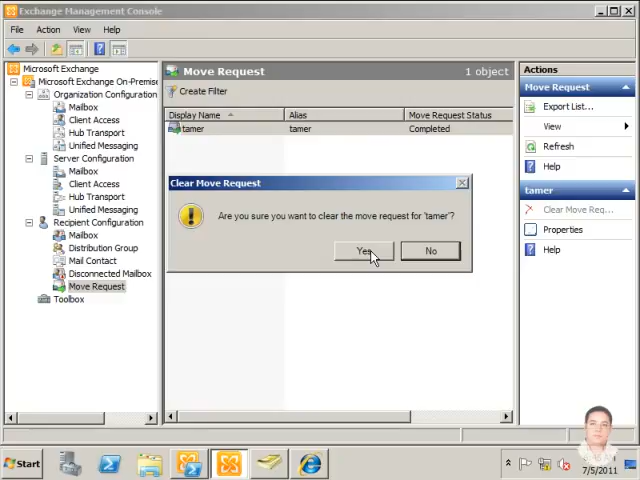 Exchange Management Console
File Action View Help
Microsoft Exchange
Microsoft Exchange On-Premise
Organization Configuration
Mailbox
Client Access
Hub Transport
Unified Messaging
Server Configuration
Mailbox
Client Access
Hub Transport
Unified Messaging
Recipient Configuration
Mailbox
Distribution Group
Mail Contact
Disconnected Mailbox
Move Request
Toolbox
Move Request 1 object
Create Filter
Display Name Alias Move Request Status
tamer tamer Completed
Clear Move Request
Are you sure you want to clear the move request for 'tamer'?
Yes No
Actions
Move Request
Export List...
View
Refresh
Help
tamer
Clear Move Req...
Properties
Help
Start
7/5/2011